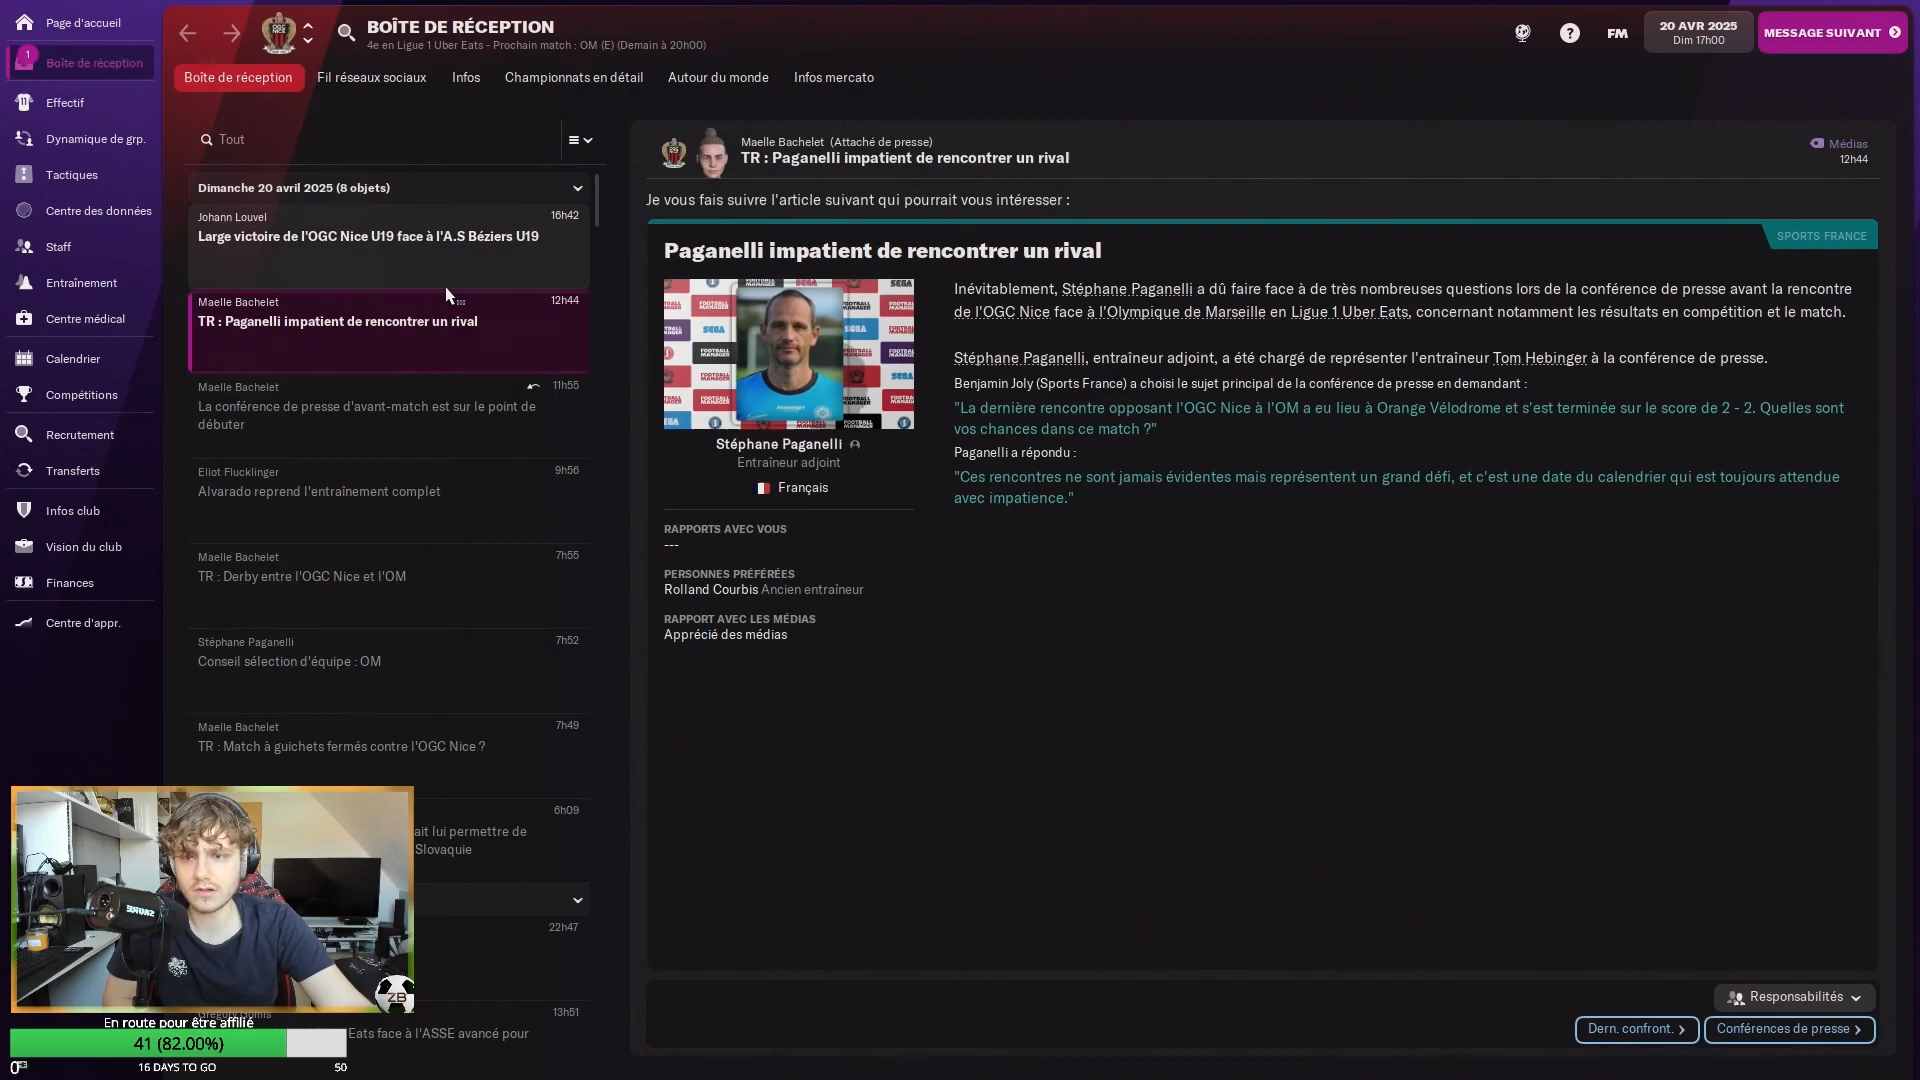 Page d'accueil
1
Boîte de réception
Effectif
Dynamique de grp.
Tactiques
Centre des données
Staff
Entraînement
Centre médical
Calendrier
Compétitions
Recrutement
Transferts
Infos club
Vision du club
Finances
Centre d'appr.
BOÎTE DE RÉCEPTION
4e en Ligue 1 Uber Eats - Prochain match : OM (E) (Demain à 20h00)
?
FM
20 AVR 2025
Dim 17h00
MESSAGE SUIVANT
Boîte de réception
Fil réseaux sociaux
Infos
Championnats en détail
Autour du monde
Infos mercato
Tout
Dimanche 20 avril 2025 (8 objets)
Johann Louvel
16h42
Large victoire de l'OGC Nice U19 face à l'A.S Béziers U19
Maelle Bachelet
12h44
TR : Paganelli impatient de rencontrer un rival
Maelle Bachelet
11h55
La conférence de presse d'avant-match est sur le point de
débuter
Eliot Flucklinger
9h56
Alvarado reprend l'entraînement complet
Maelle Bachelet
7h55
TR : Derby entre l'OGC Nice et l'OM
Stéphane Paganelli
7h52
Conseil sélection d'équipe : OM
Maelle Bachelet
7h49
TR : Match à guichets fermés contre l'OGC Nice ?
6h09
ait lui permettre de
Slovaquie
22h47
Grégory Gomis
13h51
Eats face à l'ASSE avancé pour
Maelle Bachelet (Attaché de presse)
TR : Paganelli impatient de rencontrer un rival
Médias
12h44
Je vous fais suivre l'article suivant qui pourrait vous intéresser :
SPORTS FRANCE
Paganelli impatient de rencontrer un rival
FOOTBALL MANAGER
SEGA
Stéphane Paganelli
Entraîneur adjoint
Français
RAPPORTS AVEC VOUS
---
PERSONNES PRÉFÉRÉES
Rolland Courbis Ancien entraîneur
RAPPORT AVEC LES MÉDIAS
Apprécié des médias
Inévitablement, Stéphane Paganelli a dû faire face à de très nombreuses questions lors de la conférence de presse avant la rencontre
de l'OGC Nice face à l'Olympique de Marseille en Ligue 1 Uber Eats, concernant notamment les résultats en compétition et le match.
Stéphane Paganelli, entraîneur adjoint, a été chargé de représenter l'entraîneur Tom Hebinger à la conférence de presse.
Benjamin Joly (Sports France) a choisi le sujet principal de la conférence de presse en demandant :
"La dernière rencontre opposant l'OGC Nice à l'OM a eu lieu à Orange Vélodrome et s'est terminée sur le score de 2 - 2. Quelles sont
vos chances dans ce match ?"
Paganelli a répondu :
"Ces rencontres ne sont jamais évidentes mais représentent un grand défi, et c'est une date du calendrier qui est toujours attendue
avec impatience."
Responsabilités
Dern. confront.
Conférences de presse
ZB
En route pour être affilié
41 (82.00%)
0
16 DAYS TO GO
50